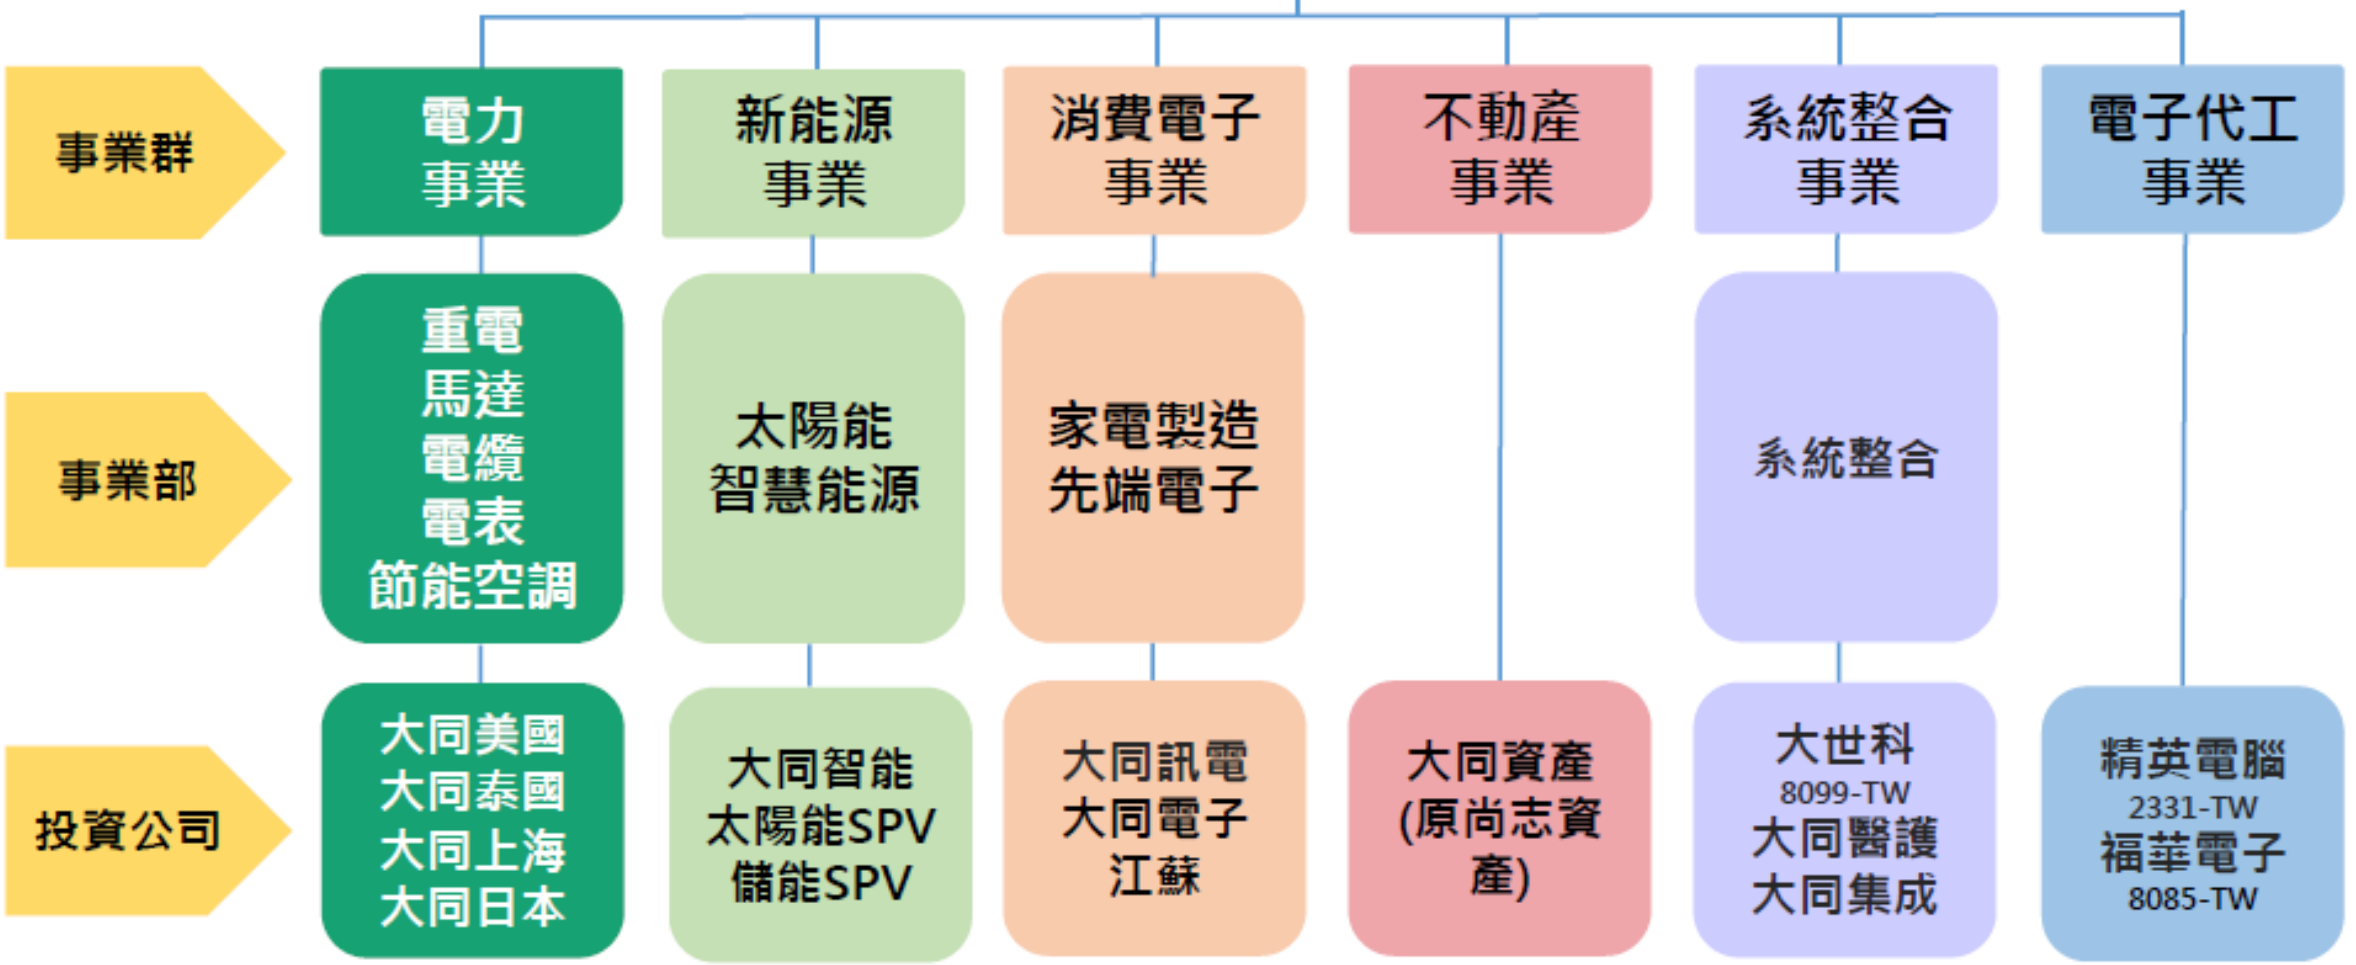 事業群
電力
事業
新能源
事業
消費電子
事業
不動產
事業
系統整合
事業
電子代工
事業
事業部
重電
馬達
電纜
電表
節能空調
太陽能
智慧能源
家電製造
先端電子
系統整合
投資公司
大同美國
大同泰國
大同上海
大同日本
大同智能
太陽能SPV
儲能SPV
大同訊電
大同電子
江蘇
大同資產
(原尚志資
產)
大世科
8099-TW
大同醫護
大同集成
精英電腦
2331-TW
福華電子
8085-TW